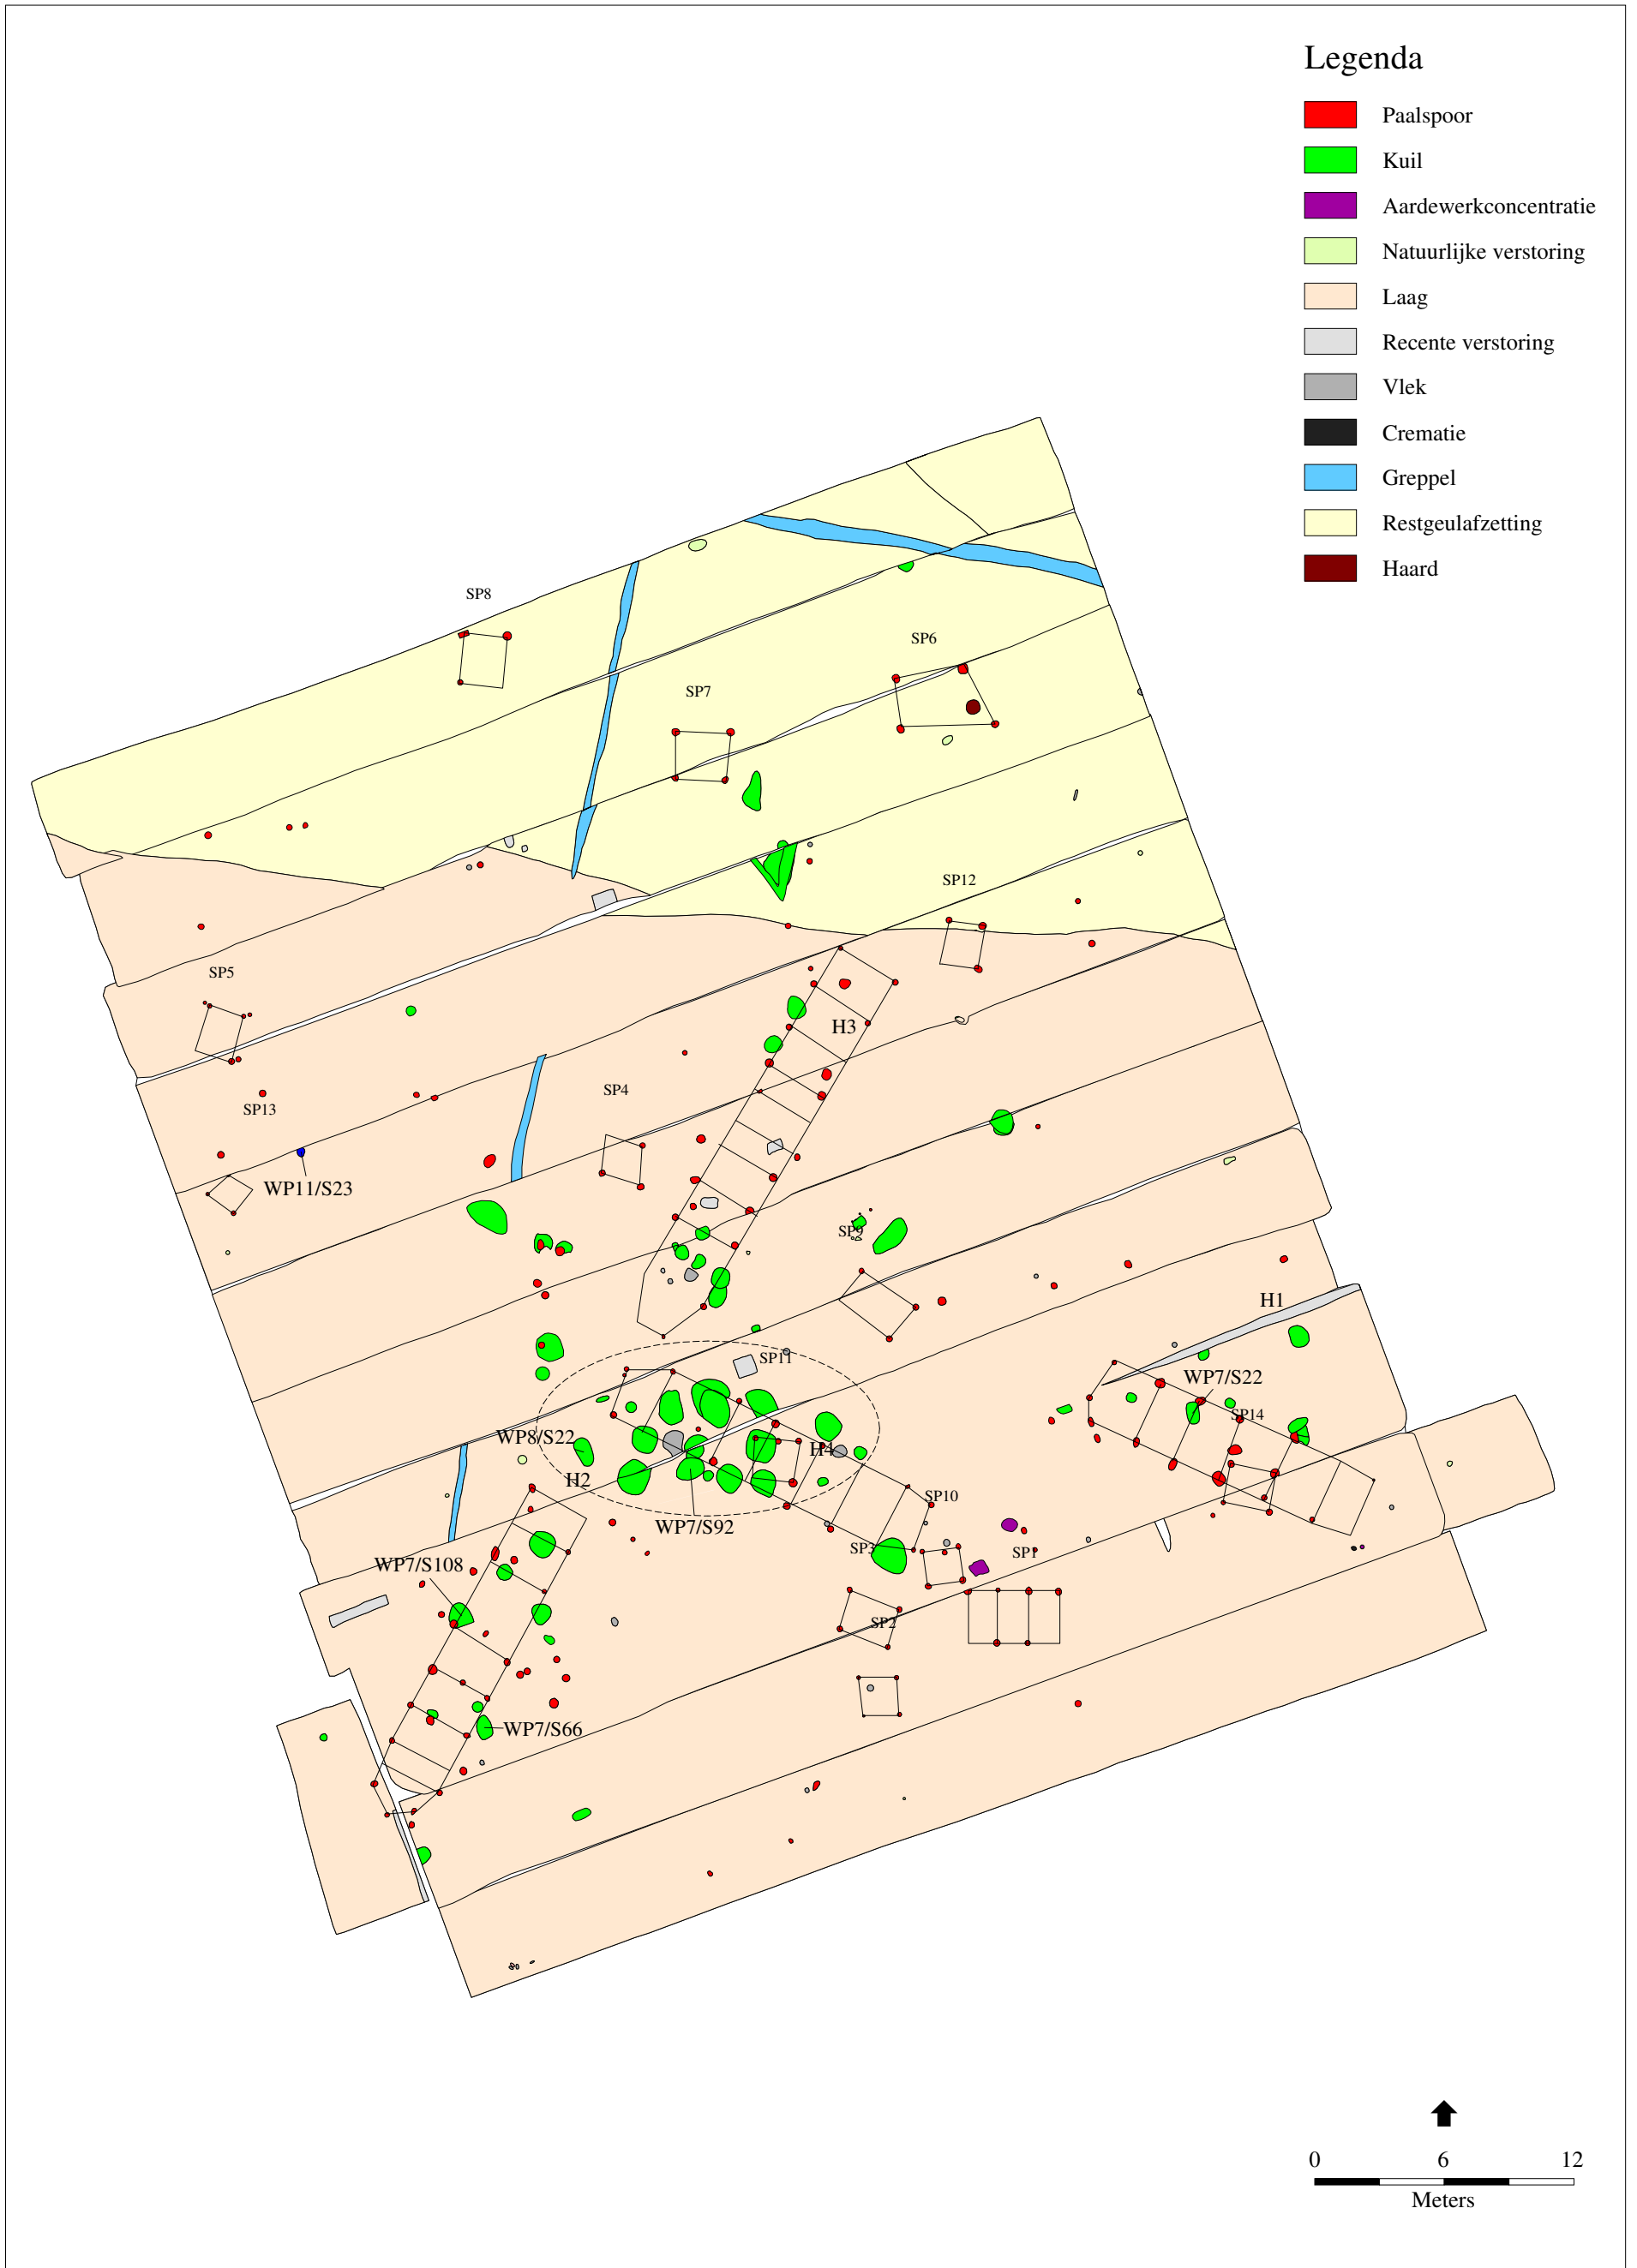 Legenda
Paalspoor
Kuil
Aardewerkconcentratie
Natuurlijke verstoring
Laag
Recente verstoring
Vlek
Crematie
Greppel
Restgeulafzetting
Haard
SP8
SP6
SP7
SP12
SP5
H3
SP4
SP13
WP11/S23
SP9
H1
SP11
WP7/S22
SP14
WP8/S22
H4
H2
SP10
WP7/S92
SP3
SP1
WP7/S108
SP2
WP7/S66
0 6 12
Meters